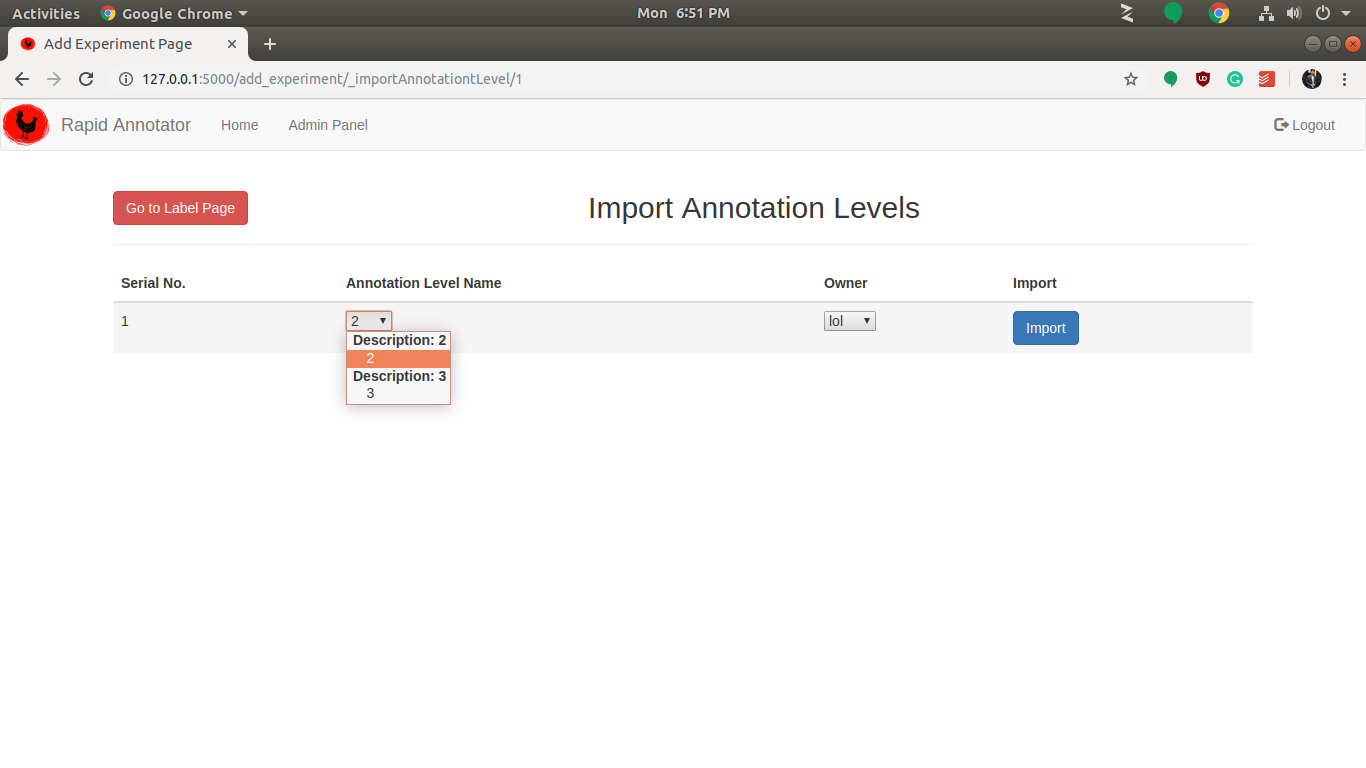 Activities Google Chrome Mon 6:51 PM
Add Experiment Page
127.0.0.1:5000/add_experiment/_importAnnotationtLevel/1
Rapid Annotator Home Admin Panel Logout
Go to Label Page Import Annotation Levels
Serial No. Annotation Level Name Owner Import
1 2 lol Import
Description: 2
2
Description: 3
3